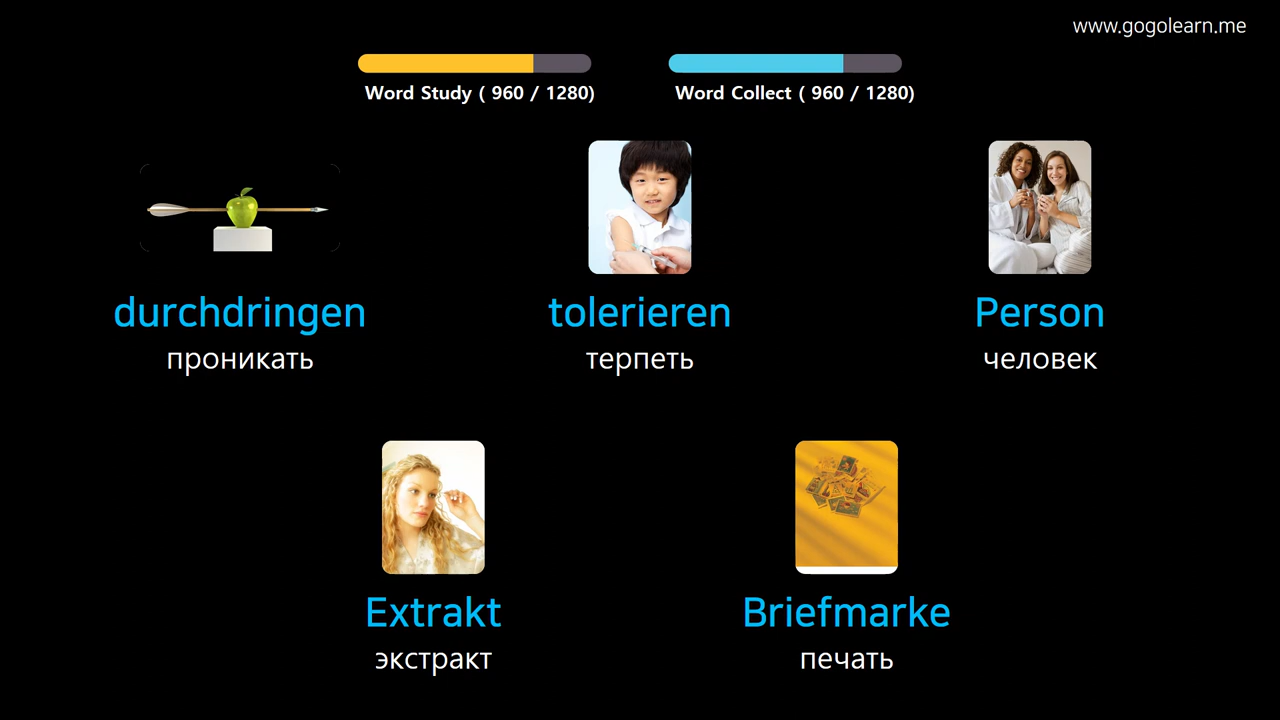 www.gogolearn.me
Word Study ( 960 / 1280)
Word Collect ( 960 / 1280)
durchdringen
проникать
tolerieren
терпеть
Person
человек
Extrakt
экстракт
Briefmarke
печать